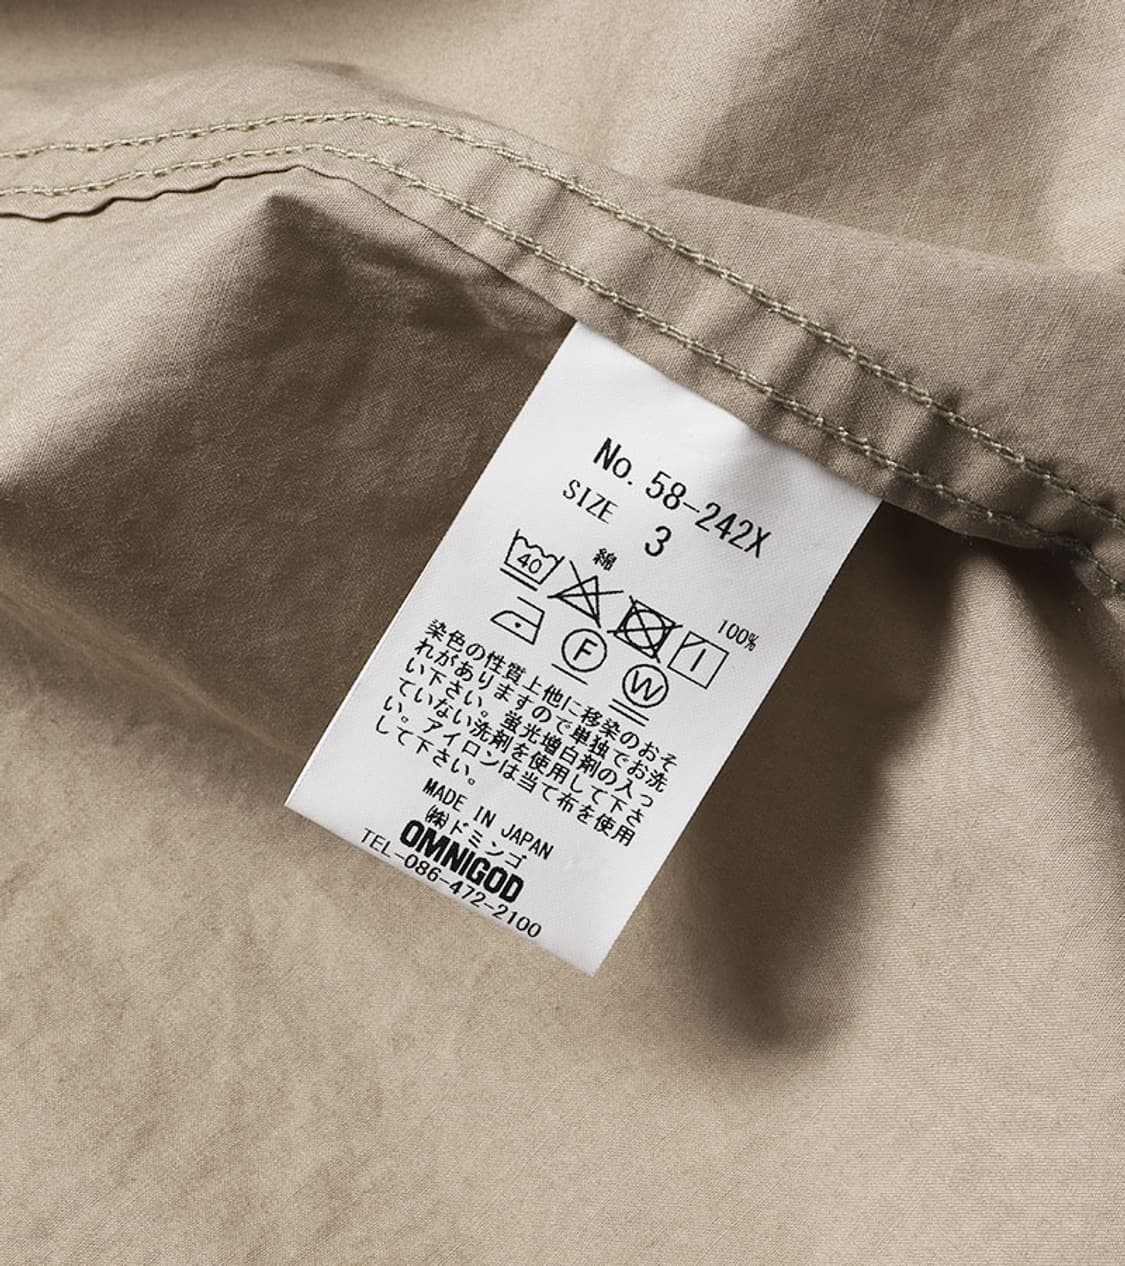 No. 58-242X
SIZE 3
綿 100%
40
F W
染色の性質上他に移染のおそ
れがありますので単独でお洗
い下さい。蛍光増白剤の入っ
ていない洗剤を使用して下さ
い。アイロンは当て布を使用
して下さい。
MADE IN JAPAN
㈱ドミンゴ
OMNIGOD
TEL-086-472-2100